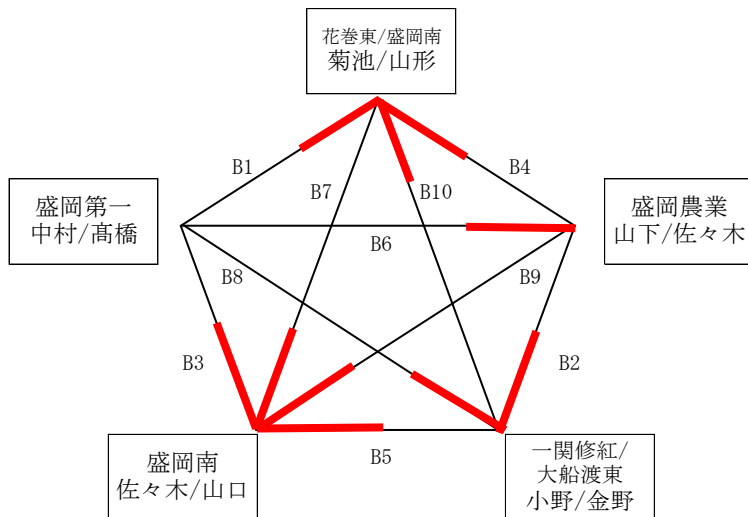 花巻東/盛岡南
菊池/山形
B1
B7
B10
B4
盛岡第一
中村/髙橋
盛岡農業
山下/佐々木
B6
B8
B9
B3
B2
盛岡南
佐々木/山口
B5
一関修紅/
大船渡東
小野/金野